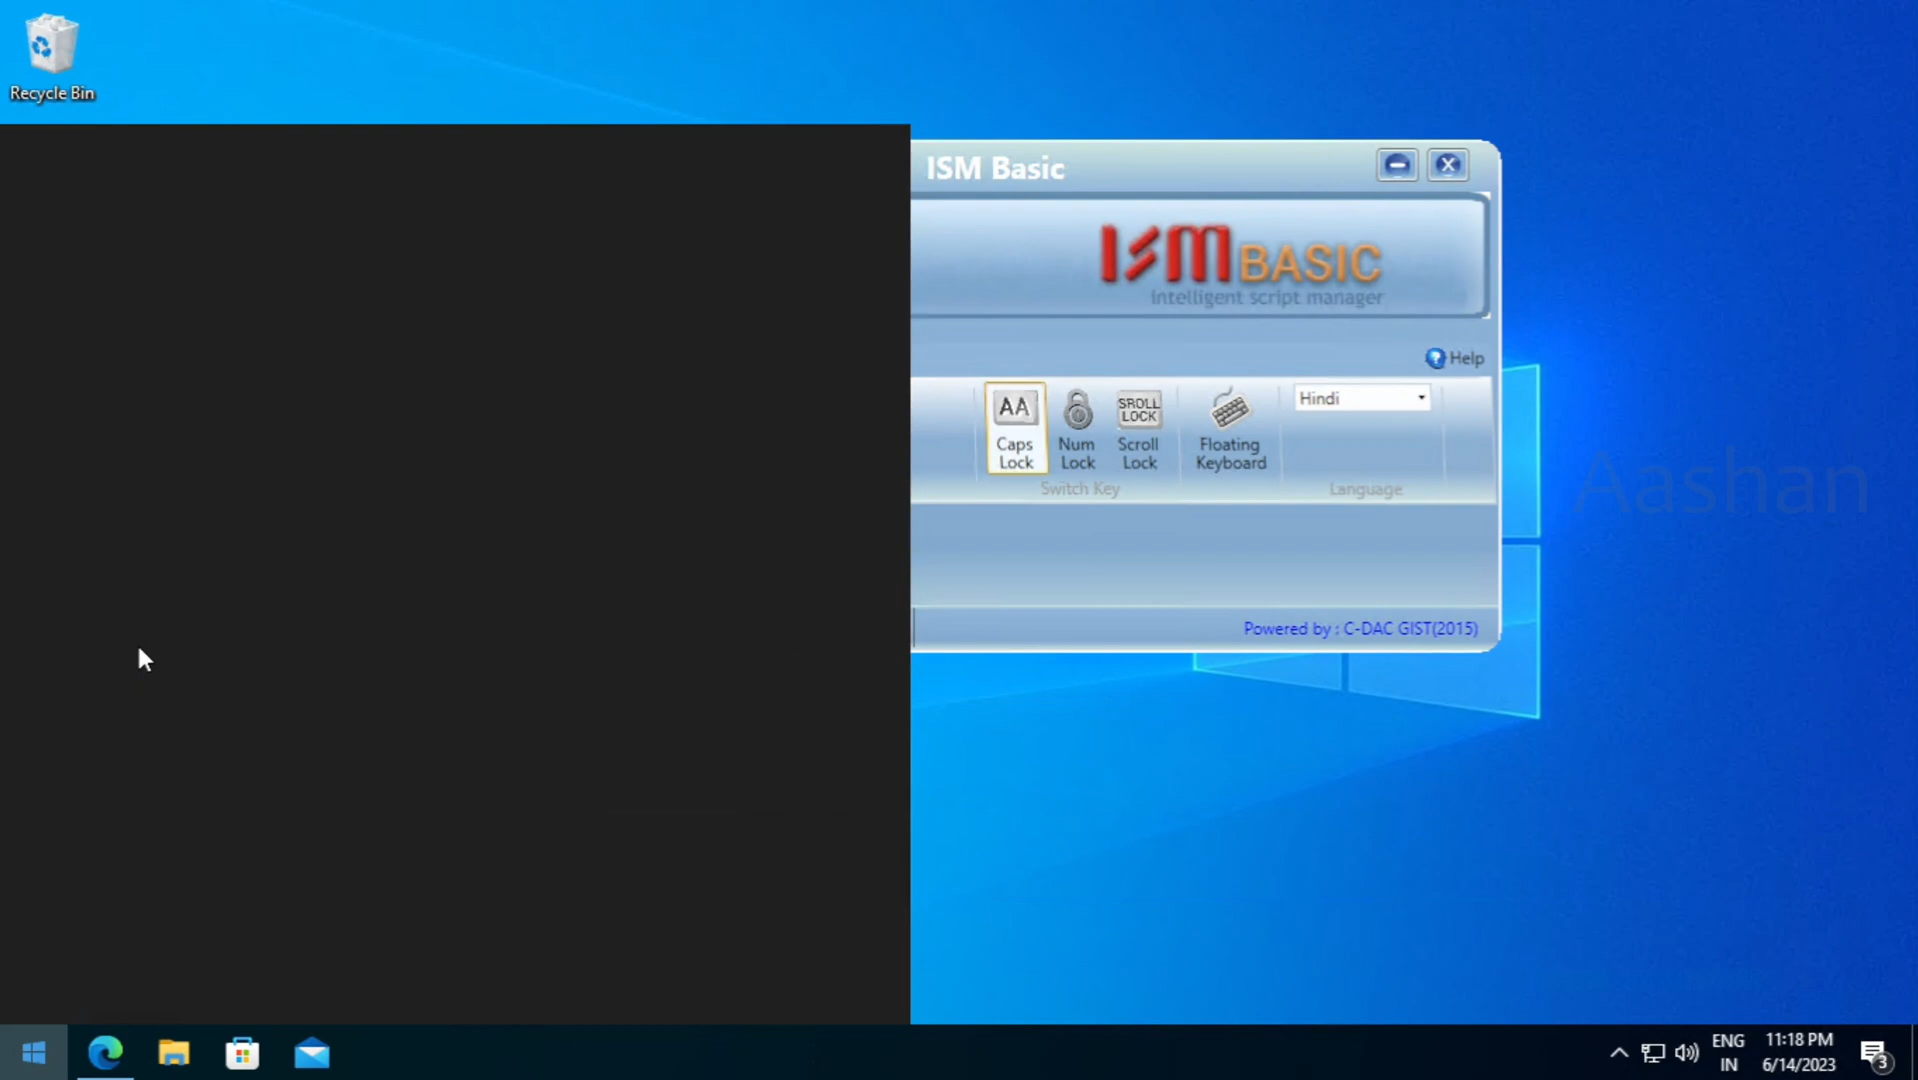 Recycle Bin
ISM Basic
ISM BASIC
intelligent script manager
Help
AA
SROLL
LOCK
Caps
Lock
Num
Lock
Scroll
Lock
Floating
Keyboard
Hindi
Switch Key
Language
Aashan
Powered by : C-DAC GIST(2015)
ENG
IN
11:18 PM
6/14/2023
3